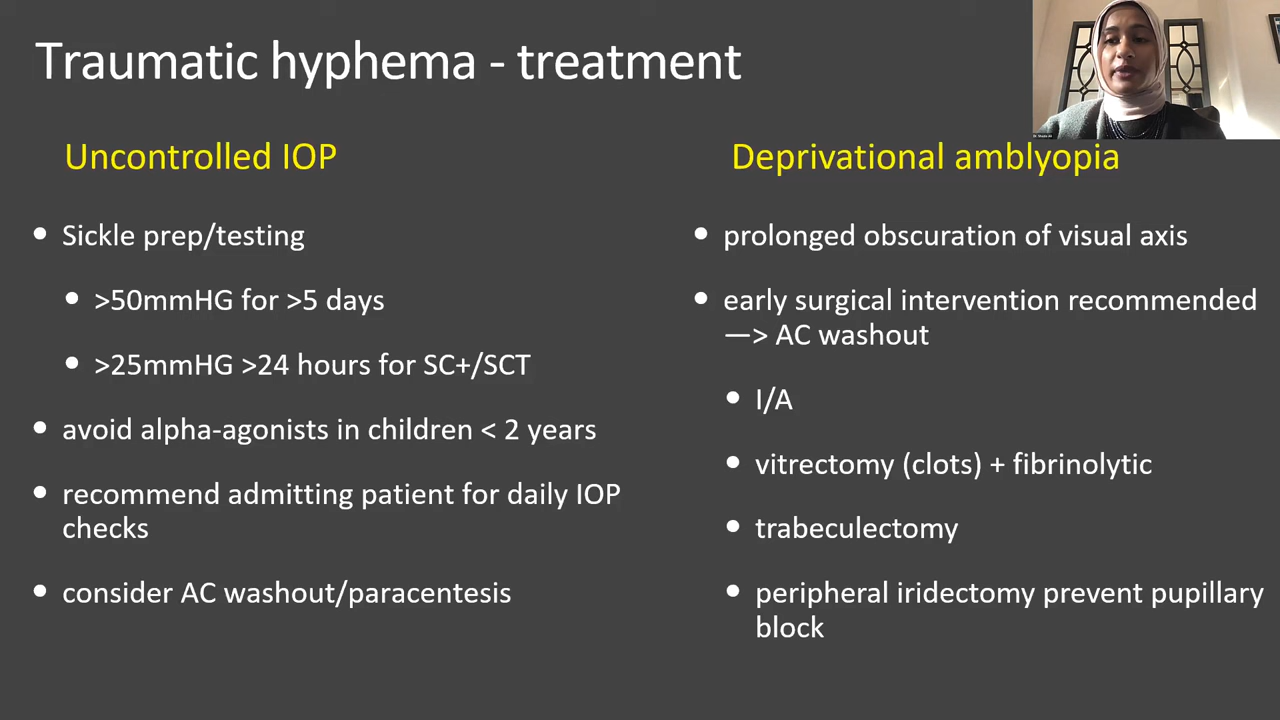 Traumatic hyphema - treatment
Uncontrolled IOP
• Sickle prep/testing
• >50mmHG for >5 days
• >25mmHG >24 hours for SC+/SCT
• avoid alpha-agonists in children < 2 years
• recommend admitting patient for daily IOP
checks
• consider AC washout/paracentesis
Deprivational amblyopia
• prolonged obscuration of visual axis
• early surgical intervention recommended
—> AC washout
• I/A
• vitrectomy (clots) + fibrinolytic
• trabeculectomy
• peripheral iridectomy prevent pupillary
block